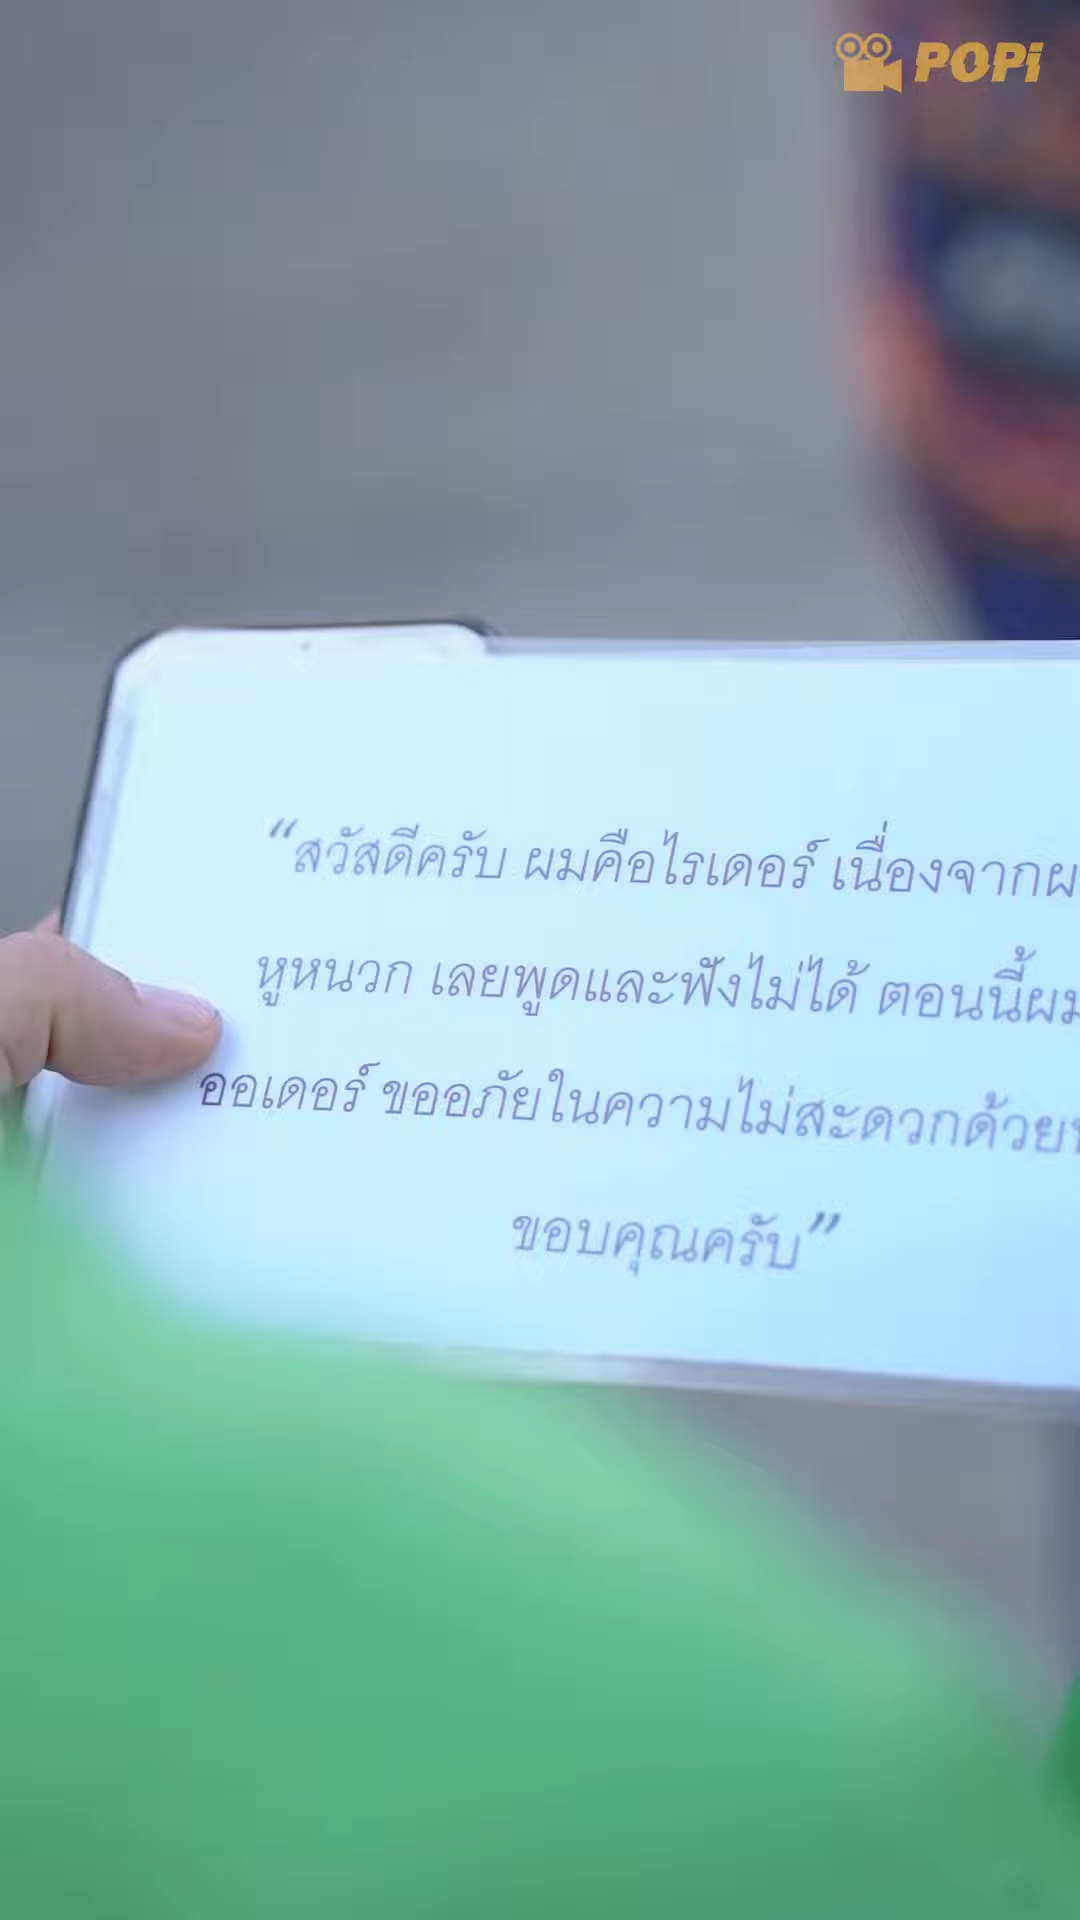 POPi
“สวัสดีครับ ผมคือไรเดอร์ เนื่องจาก
หูหนวก เลยพูดและฟังไม่ได้ ตอนนี้ผม
ออเดอร์ ขออภัยในความไม่สะดวกด้วย
ขอบคุณครับ”